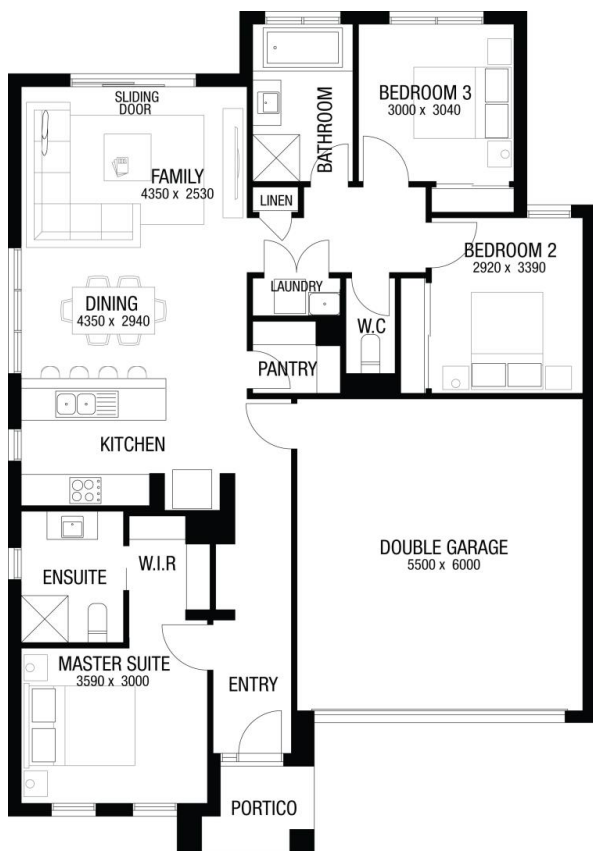 SLIDING
DOOR
FAMILY
4350 x 2530
BATHROOM
BEDROOM 3
3000 x 3040
LINEN
BEDROOM 2
2920 x 3390
LAUNDRY
DINING
4350 x 2940
W.C
PANTRY
KITCHEN
DOUBLE GARAGE
5500 x 6000
ENSUITE
W.I.R
MASTER SUITE
3590 x 3000
ENTRY
PORTICO